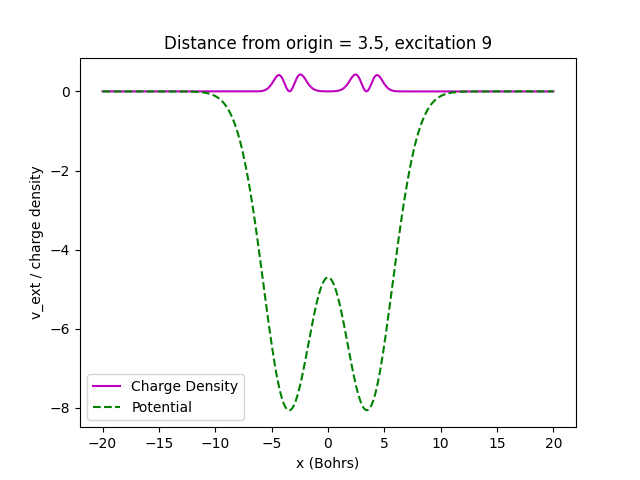 Distance from origin = 3.5, excitation 9
v_ext / charge density
0
−2
−4
−6
−8
Charge Density
Potential
−20 −15 −10 −5 0 5 10 15 20
x (Bohrs)